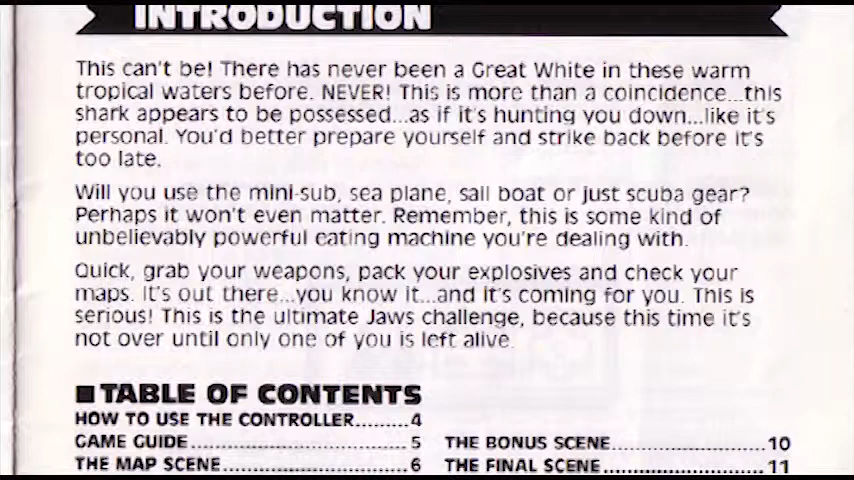 INTRODUCTION
This can't be! There has never been a Great White in these warm
tropical waters before. NEVER! This is more than a coincidence...this
shark appears to be possessed...as if it's hunting you down...like it's
personal. You'd better prepare yourself and strike back before it's
too late.
Will you use the mini-sub, sea plane, sail boat or just scuba gear?
Perhaps it won't even matter. Remember, this is some kind of
unbelievably powerful eating machine you're dealing with.
Quick, grab your weapons, pack your explosives and check your
maps. It's out there...you know it...and it's coming for you. This is
serious! This is the ultimate Jaws challenge, because this time it's
not over until only one of you is left alive.
■ TABLE OF CONTENTS
HOW TO USE THE CONTROLLER.........4
GAME GUIDE....................................5
THE MAP SCENE................................6
THE BONUS SCENE.........................10
THE FINAL SCENE..........................11